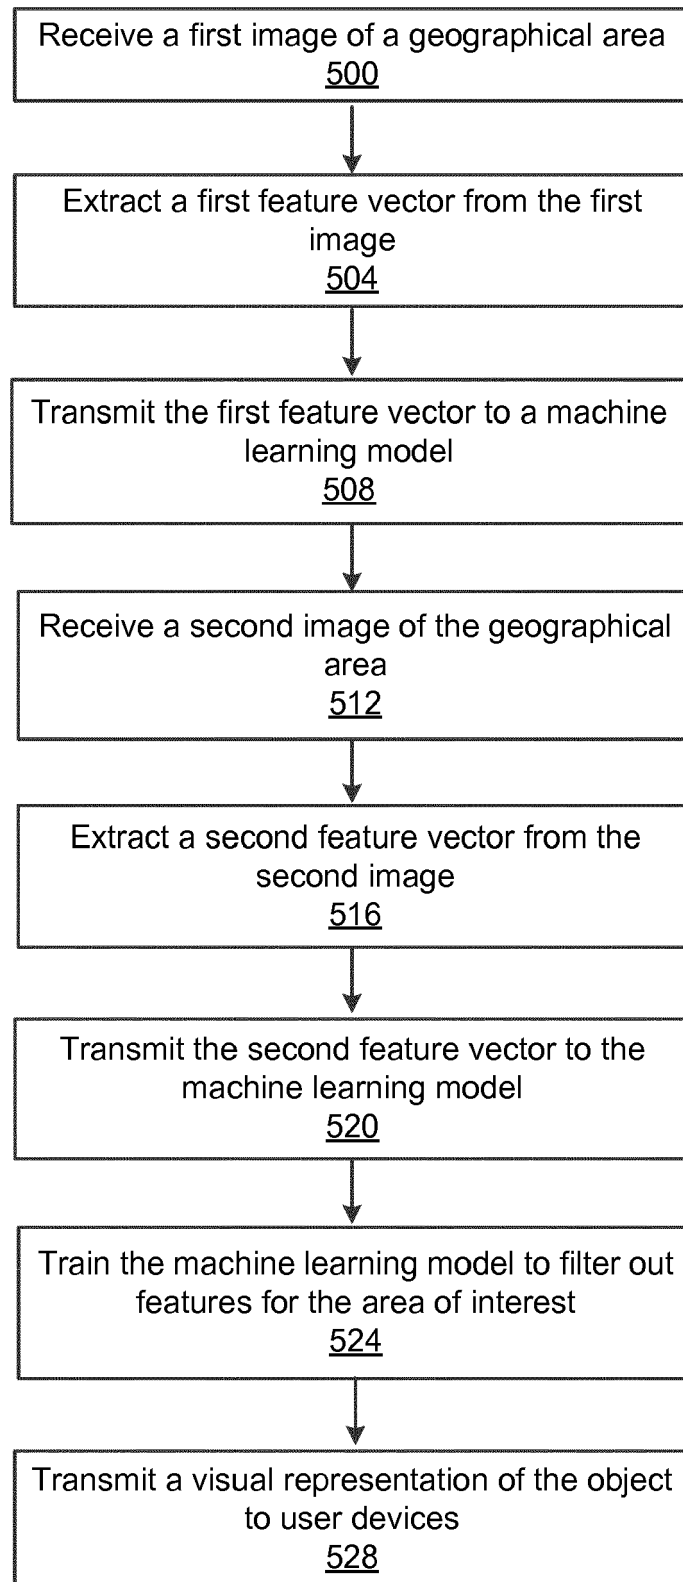 Receive a first image of a geographical area
500
Extract a first feature vector from the first
image
504
Transmit the first feature vector to a machine
learning model
508
Receive a second image of the geographical
area
512
Extract a second feature vector from the
second image
516
Transmit the second feature vector to the
machine learning model
520
Train the machine learning model to filter out
features for the area of interest
524
Transmit a visual representation of the object
to user devices
528